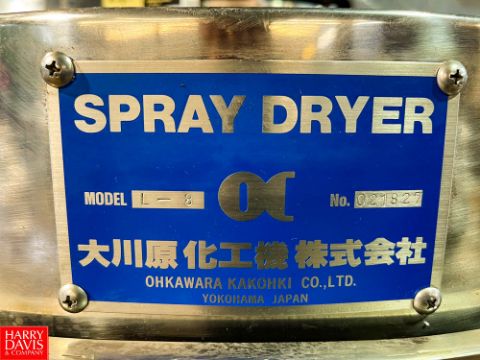 SPRAY DRYER
MODEL L-8 No. 021827
大川原化工機株式会社
OHKAWARA KAKOHKI CO.,LTD.
YOKOHAMA JAPAN
HARRY
DAVIS
& COMPANY